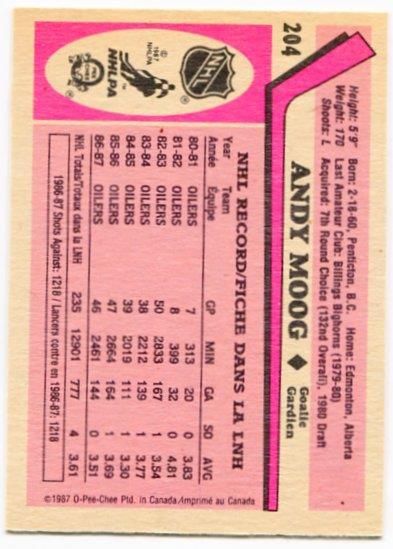 204
Height: 5'9" Born: 2-18-60, Penticton, B.C. Home: Edmonton, Alberta
Weight: 170 Last Amateur Club: Billings Bighorns (1979-80)
Shoots: L Acquired: 7th Round Choice (132nd Overall), 1980 Draft
ANDY MOOG ♦ Goalie
Gardien
NHL
© 1987 NHLPA
NHLPA
O-PEE-CHEE
NHL RECORD/FICHE DANS LA LNH
Year Team GP MIN GA SO AVG
Année Équipe
80-81 OILERS 7 313 20 0 3.83
81-82 OILERS 8 399 32 0 4.81
82-83 OILERS 50 2833 167 1 3.54
83-84 OILERS 38 2212 139 1 3.77
84-85 OILERS 39 2019 111 1 3.30
85-86 OILERS 47 2664 164 1 3.69
86-87 OILERS 46 2461 144 0 3.51
NHL Totals/Totaux dans la LNH 235 12901 777 4 3.61
1986-87 Shots Against: 1218 / Lancers contre en 1986-87: 1218
©1987 O-Pee-Chee Ptd. in Canada/Imprimé au Canada